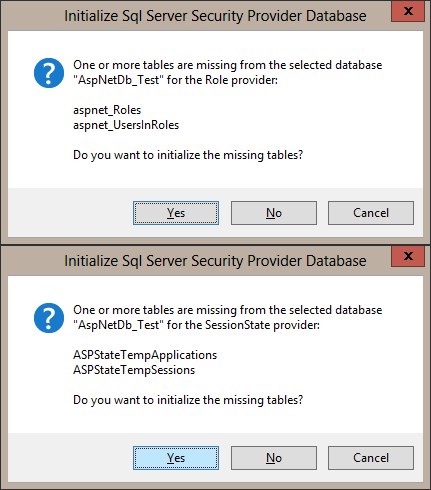 Initialize Sql Server Security Provider Database
x
One or more tables are missing from the selected database
"AspNetDb_Test" for the Role provider:
aspnet_Roles
aspnet_UsersInRoles
Do you want to initialize the missing tables?
Yes No Cancel
Initialize Sql Server Security Provider Database
x
One or more tables are missing from the selected database
"AspNetDb_Test" for the SessionState provider:
ASPStateTempApplications
ASPStateTempSessions
Do you want to initialize the missing tables?
Yes No Cancel